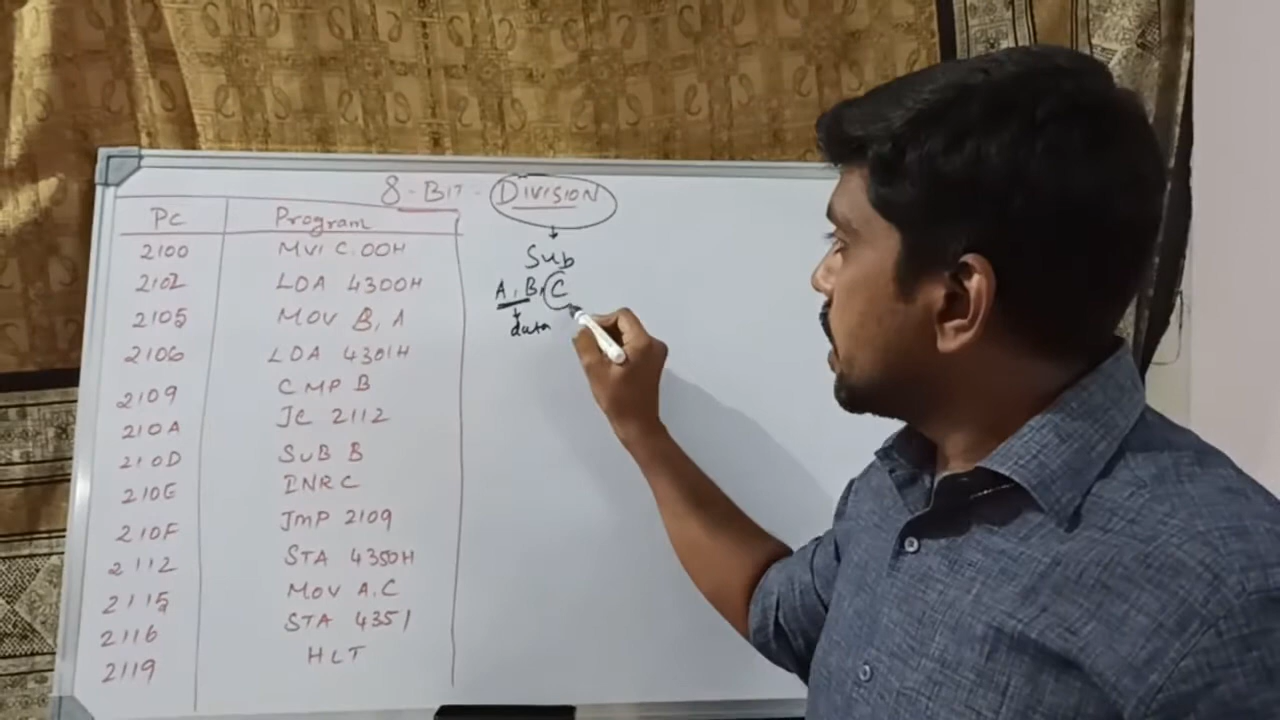 8-BIT-DIVISION
PC Program
2100 MVI C.00H
2102 LDA 4300H
2105 MOV B,A
2106 LDA 4301H
2109 CMP B
210A JC 2112
210D SUB B
210E INR C
210F JMP 2109
2112 STA 4350H
2115 MOV A.C
2116 STA 4351
2119 HLT
Sub
A, B, C
data